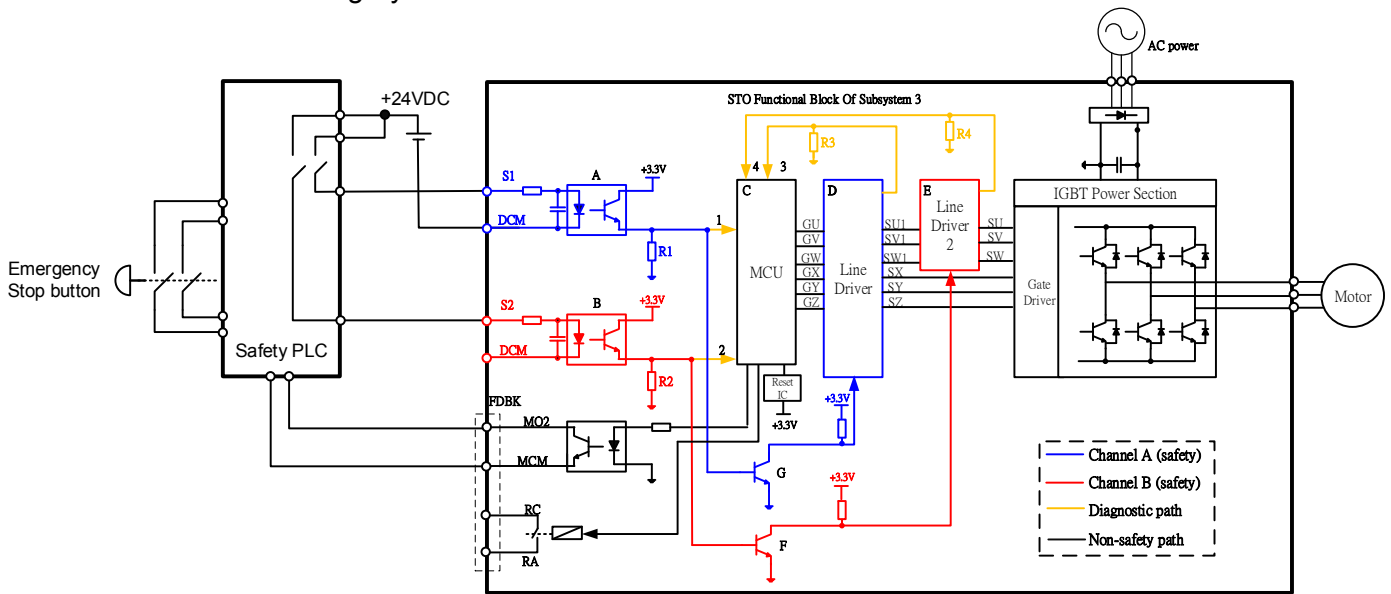 AC power
+24VDC
STO Functional Block Of Subsystem 3
R3
R4
S1
A
+3.3V
4
3
C
D
E
IGBT Power Section
DCM
1
R1
MCU
GU
GV
GW
GX
GY
GZ
Line
Driver
SU1
SV1
SW1
SX
SY
SZ
Line
Driver
2
SU
SV
SW
Gate
Driver
Emergency
Stop button
Motor
S2
B
+3.3V
Safety PLC
DCM
2
R2
Reset
IC
+3.3V
+3.3V
FDBK
MO2
MCM
G
+3.3V
RC
RA
F
Channel A (safety)
Channel B (safety)
Diagnostic path
Non-safety path